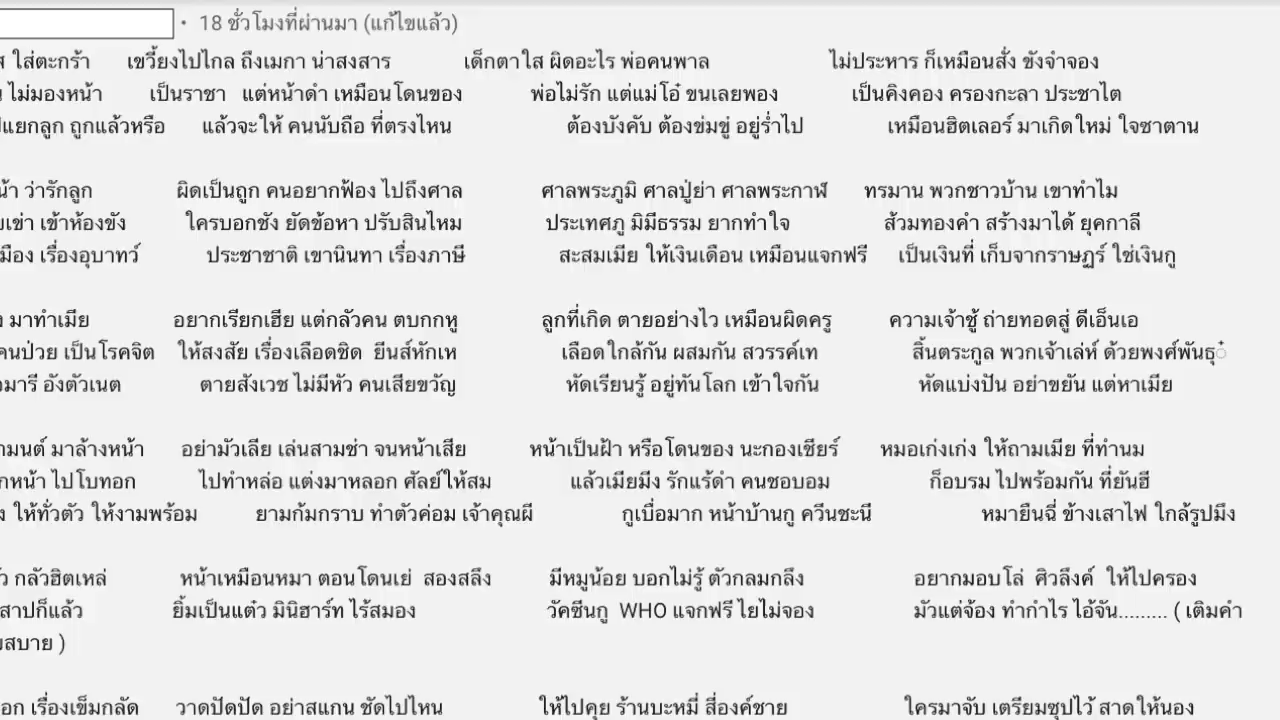 • 18 ชั่วโมงที่ผ่านมา (แก้ไขแล้ว)
ใส่ตะกร้า เขวี้ยงไปไกล ถึงเมกา น่าสงสาร เด็กตาใส ผิดอะไร พ่อคนพาล ไม่ประหาร ก็เหมือนสั่ง ขังจำจอง
ไม่มองหน้า เป็นราชา แต่หน้าดำ เหมือนโดนของ พ่อไม่รัก แต่แม่โอ๋ ขนเลยพอง เป็นคิงคอง ครองกะลา ประชาไต
แยกลูก ถูกแล้วหรือ แล้วจะให้ คนนับถือ ที่ตรงไหน ต้องบังคับ ต้องข่มขู่ อยู่ร่ำไป เหมือนฮิตเลอร์ มาเกิดใหม่ ใจซาตาน
ว่ารักลูก ผิดเป็นถูก คนอยากฟ้อง ไปถึงศาล ศาลพระภูมิ ศาลปู่ย่า ศาลพระกาฬ ทรมาน พวกชาวบ้าน เขาทำไม
เข้าห้องขัง ใครบอกชัง ยัดข้อหา ปรับสินไหม ประเทศภู มิมีธรรม ยากทำใจ ส้วมทองคำ สร้างมาได้ ยุคกาลี
เรื่องอุบาทว์ ประชาชาติ เขานินทา เรื่องภาษี สะสมเมีย ให้เงินเดือน เหมือนแจกฟรี เป็นเงินที่ เก็บจากราษฎร์ ใช่เงินกู
มาทำเมีย อยากเรียกเฮีย แต่กลัวคน ตบกกหู ลูกที่เกิด ตายอย่างไว เหมือนผิดครู ความเจ้าชู้ ถ่ายทอดสู่ ดีเอ็นเอ
คนป่วย เป็นโรคจิต ให้สงสัย เรื่องเลือดชิด ยีนส์หักเห เลือดใกล้กัน ผสมกัน สวรรค์เท สิ้นตระกูล พวกเจ้าเล่ห์ ด้วยพงศ์พันธุ๋
มารี อังตัวเนต ตายสังเวช ไม่มีหัว คนเสียขวัญ หัดเรียนรู้ อยู่ทันโลก เข้าใจกัน หัดแบ่งปัน อย่าขยัน แต่หาเมีย
มาล้างหน้า อย่ามัวเลีย เล่นสามช่า จนหน้าเสีย หน้าเป็นฝ้า หรือโดนของ นะกองเชียร์ หมอเก่งเก่ง ให้ถามเมีย ที่ทำนม
ไปโบทอก ไปทำหล่อ แต่งมาหลอก ศัลย์ให้สม แล้วเมียมึง รักแร้ดำ คนชอบอม ก็อบรม ไปพร้อมกัน ที่ยันฮี
ให้ทั่วตัว ให้งามพร้อม ยามก้มกราบ ทำตัวค่อม เจ้าคุณผี กูเบื่อมาก หน้าบ้านกู ควีนชะนี หมายืนฉี่ ข้างเสาไฟ ใกล้รูปมึง
กลัวฮิตเหล่ หน้าเหมือนหมา ตอนโดนเย่ สองสลึง มีหมูน้อย บอกไม่รู้ ตัวกลมกลึง อยากมอบโล่ ศิวลึงค์ ให้ไปครอง
สาปก็แล้ว ยิ้มเป็นแต๋ว มินิฮาร์ท ไร้สมอง วัคซีนกู WHO แจกฟรี ไยไม่จอง มัวแต่จ้อง ทำกำไร ไอ้จัน......... ( เติมคำ
สบาย )
เรื่องเข็มกลัด วาดปัดปัด อย่าสแกน ซัดไปไหน ให้ไปคุย ร้านบะหมี่ สี่องค์ชาย ใครมาจับ เตรียมซุปไว้ สาดให้นอง